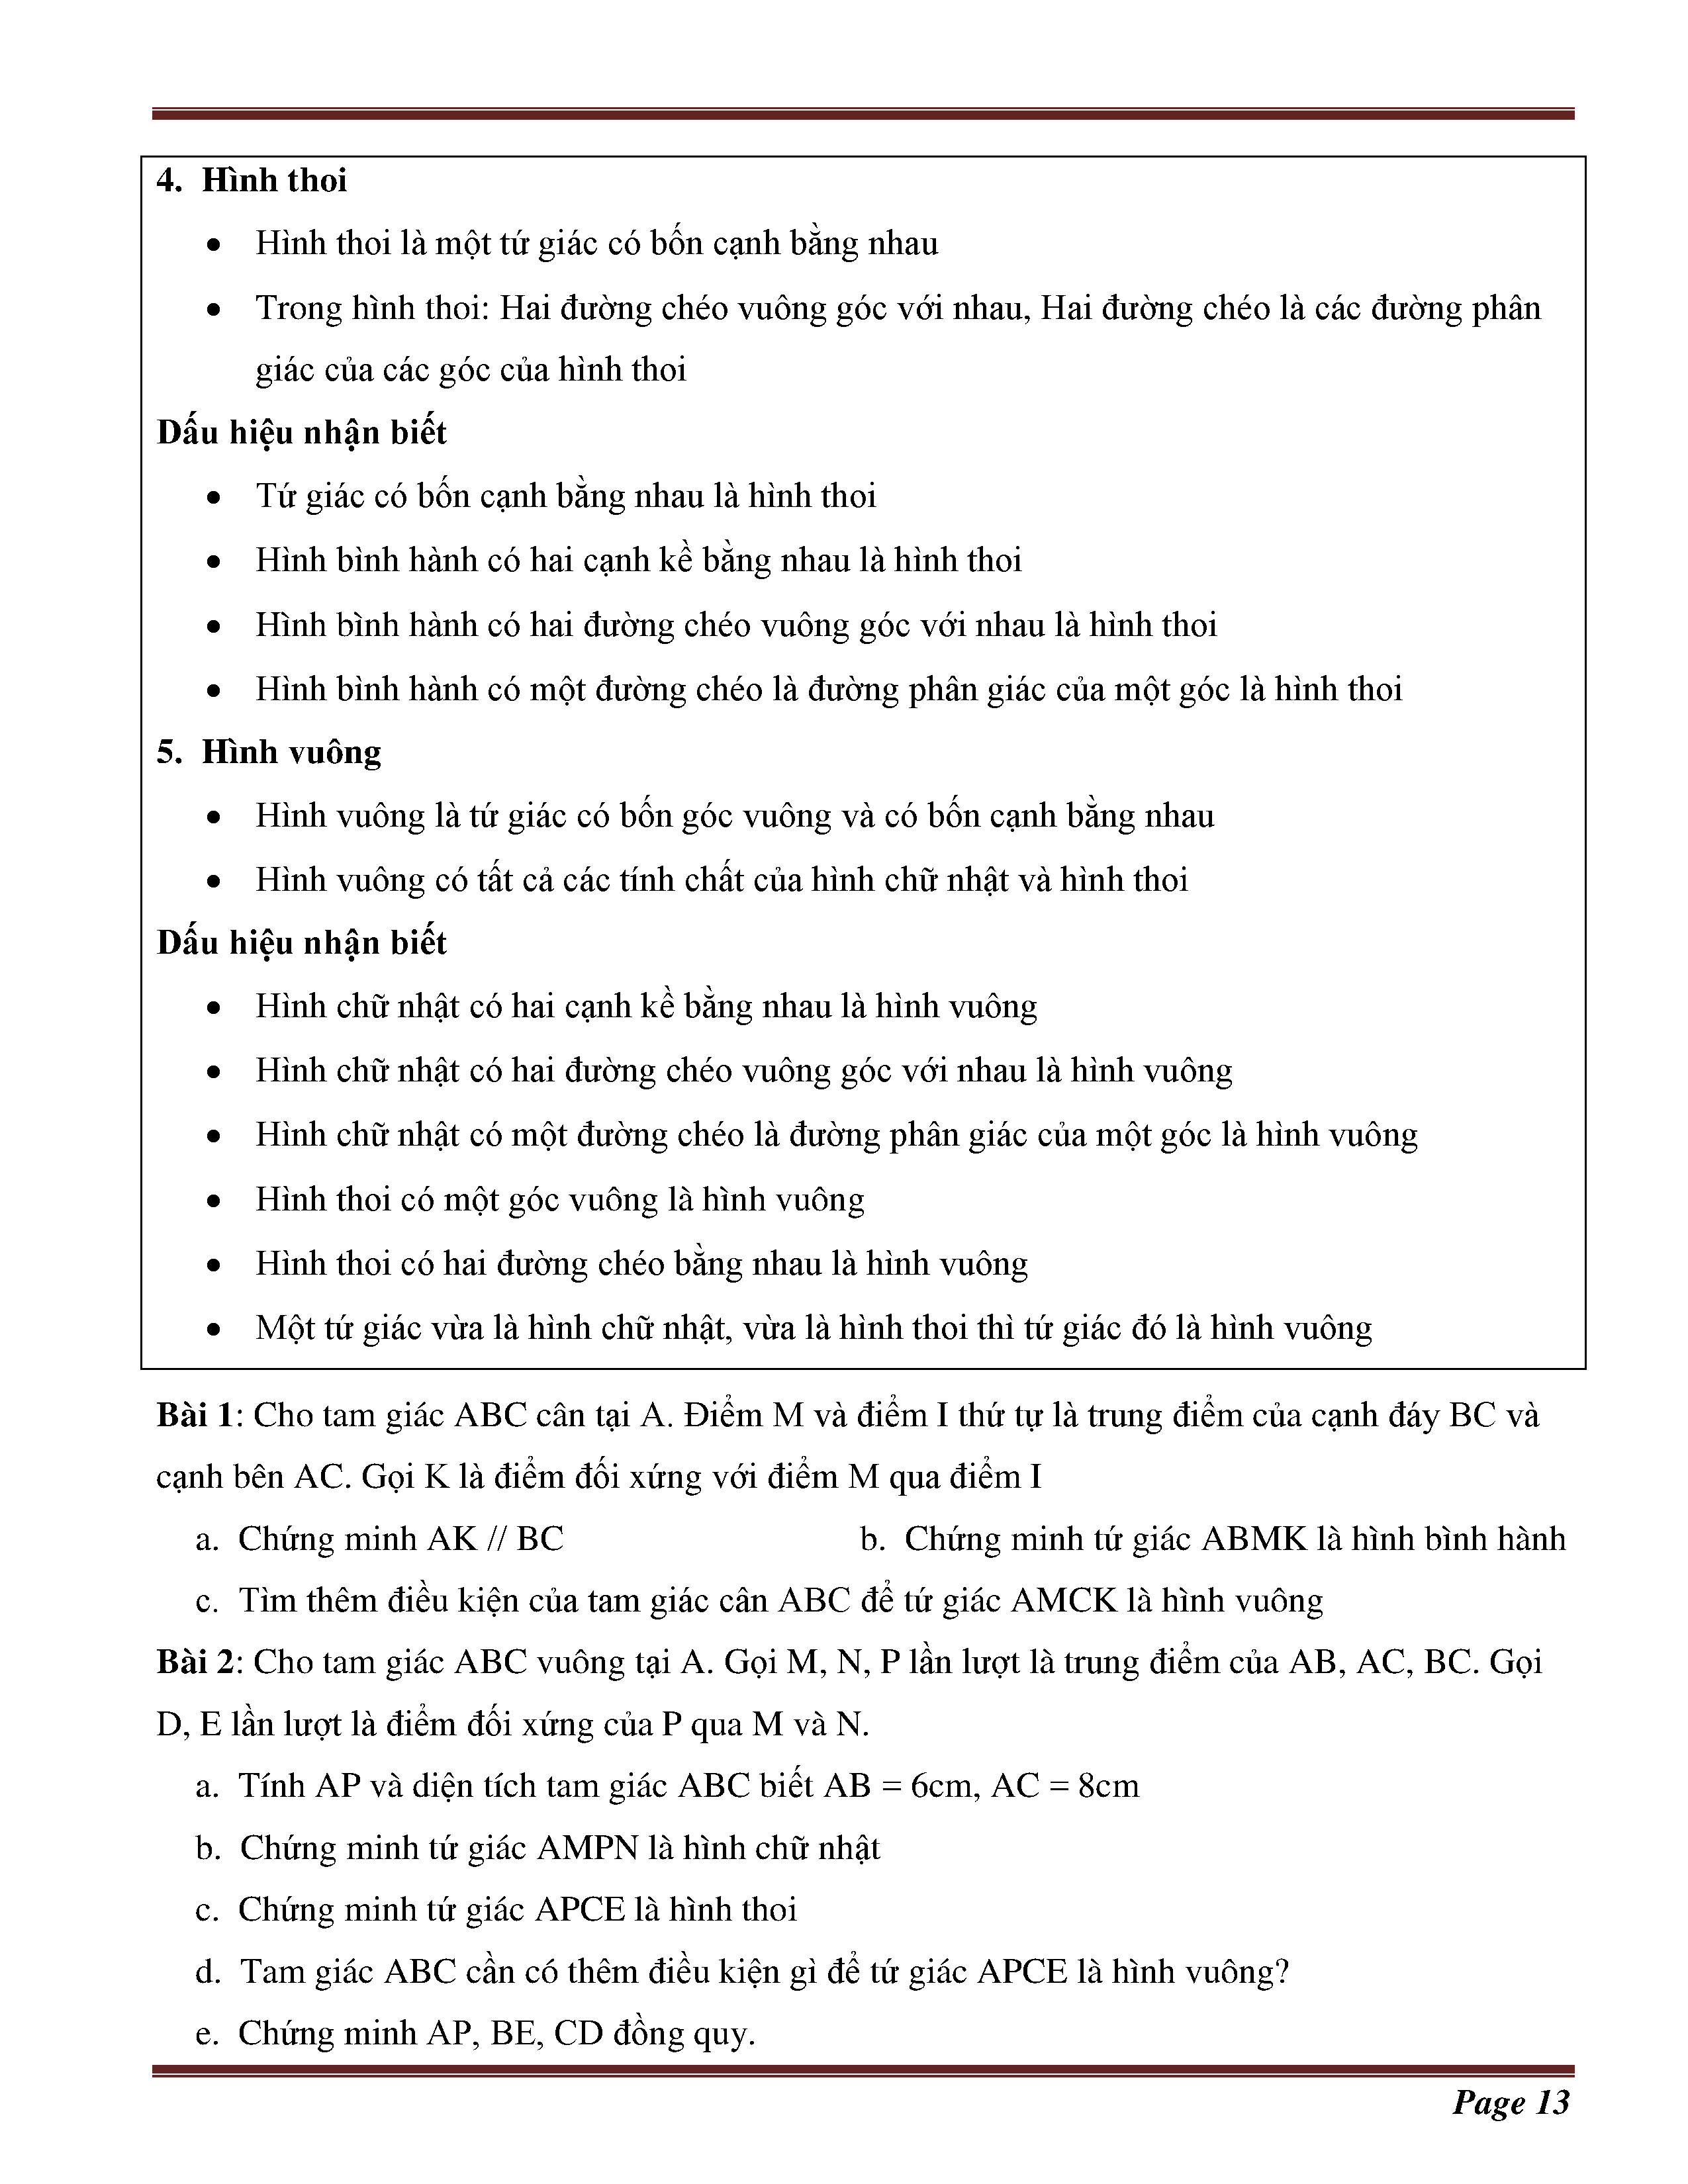 4. Hình thoi
• Hình thoi là một tứ giác có bốn cạnh bằng nhau
• Trong hình thoi: Hai đường chéo vuông góc với nhau, Hai đường chéo là các đường phân
giác của các góc của hình thoi
Dấu hiệu nhận biết
• Tứ giác có bốn cạnh bằng nhau là hình thoi
• Hình bình hành có hai cạnh kề bằng nhau là hình thoi
• Hình bình hành có hai đường chéo vuông góc với nhau là hình thoi
• Hình bình hành có một đường chéo là đường phân giác của một góc là hình thoi
5. Hình vuông
• Hình vuông là tứ giác có bốn góc vuông và có bốn cạnh bằng nhau
• Hình vuông có tất cả các tính chất của hình chữ nhật và hình thoi
Dấu hiệu nhận biết
• Hình chữ nhật có hai cạnh kề bằng nhau là hình vuông
• Hình chữ nhật có hai đường chéo vuông góc với nhau là hình vuông
• Hình chữ nhật có một đường chéo là đường phân giác của một góc là hình vuông
• Hình thoi có một góc vuông là hình vuông
• Hình thoi có hai đường chéo bằng nhau là hình vuông
• Một tứ giác vừa là hình chữ nhật, vừa là hình thoi thì tứ giác đó là hình vuông
Bài 1: Cho tam giác ABC cân tại A. Điểm M và điểm I thứ tự là trung điểm của cạnh đáy BC và
cạnh bên AC. Gọi K là điểm đối xứng với điểm M qua điểm I
a. Chứng minh AK // BC b. Chứng minh tứ giác ABMK là hình bình hành
c. Tìm thêm điều kiện của tam giác cân ABC để tứ giác AMCK là hình vuông
Bài 2: Cho tam giác ABC vuông tại A. Gọi M, N, P lần lượt là trung điểm của AB, AC, BC. Gọi
D, E lần lượt là điểm đối xứng của P qua M và N.
a. Tính AP và diện tích tam giác ABC biết AB = 6cm, AC = 8cm
b. Chứng minh tứ giác AMPN là hình chữ nhật
c. Chứng minh tứ giác APCE là hình thoi
d. Tam giác ABC cần có thêm điều kiện gì để tứ giác APCE là hình vuông?
e. Chứng minh AP, BE, CD đồng quy.
Page 13